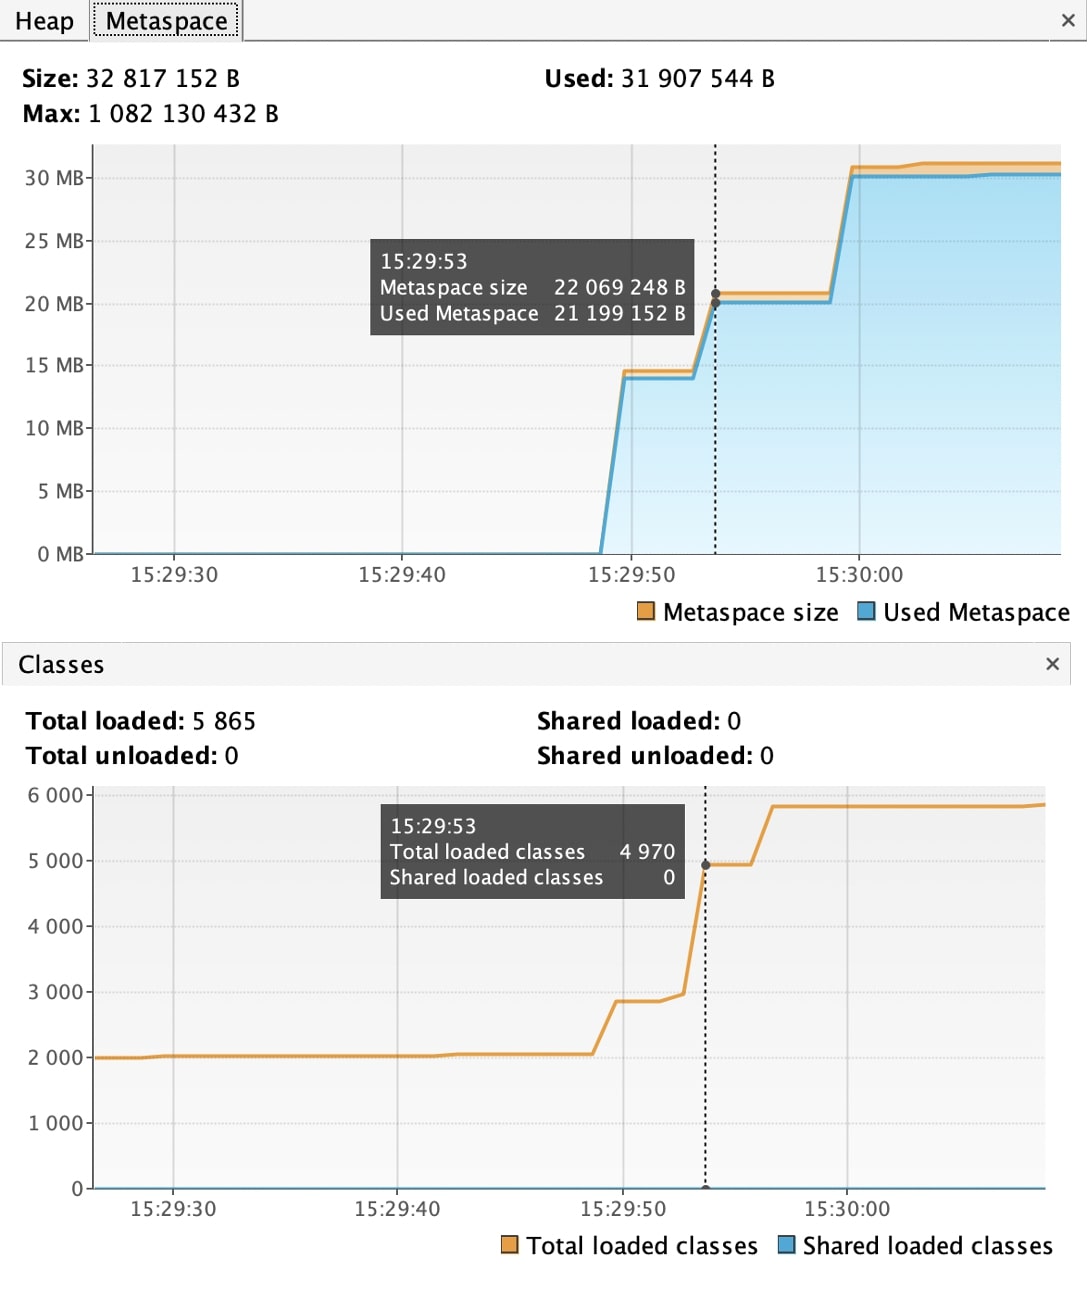 Heap Metaspace ×
Size: 32 817 152 B Used: 31 907 544 B
Max: 1 082 130 432 B
30 MB
25 MB
20 MB
15 MB
10 MB
5 MB
0 MB
15:29:53
Metaspace size 22 069 248 B
Used Metaspace 21 199 152 B
15:29:30 15:29:40 15:29:50 15:30:00
Metaspace size Used Metaspace
Classes ×
Total loaded: 5 865 Shared loaded: 0
Total unloaded: 0 Shared unloaded: 0
6 000
5 000
4 000
3 000
2 000
1 000
0
15:29:53
Total loaded classes 4 970
Shared loaded classes 0
15:29:30 15:29:40 15:29:50 15:30:00
Total loaded classes Shared loaded classes